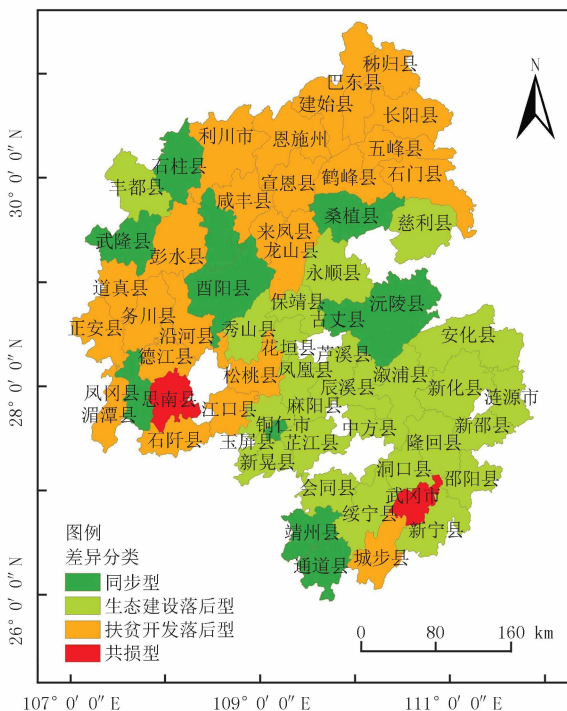 N
秭归县
巴东县
建始县
长阳县
利川市
恩施州
五峰县
石柱县
鹤峰县
石门县
丰都县
宣恩县
咸丰县
桑植县
慈利县
武隆县
来凤县
彭水县
龙山县
永顺县
酉阳县
道真县
保靖县
沅陵县
务川县
古丈县
正安县
沿河县
秀山县
安化县
德江县
花垣县
芦溪县
凤冈县
松桃县
凤凰县
溆浦县
思南县
辰溪县
新化县
涟源市
湄潭县
江口县
麻阳县
铜仁市
中方县
新邵县
石阡县
玉屏县
芷江县
隆回县
新晃县
洞口县
邵阳县
会同县
武冈市
绥宁县
新宁县
靖州县
城步县
通道县
图例
差异分类
同步型
生态建设落后型
扶贫开发落后型
共损型
0 80 160 km
30° 0′ 0″N
28° 0′ 0″N
26° 0′ 0″N
107° 0′ 0″E 109° 0′ 0″E 111° 0′ 0″E